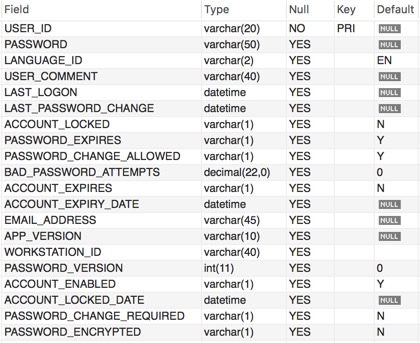 Field Type Null Key Default
USER_ID varchar(20) NO PRI NULL
PASSWORD varchar(50) YES NULL
LANGUAGE_ID varchar(2) YES EN
USER_COMMENT varchar(40) YES NULL
LAST_LOGON datetime YES NULL
LAST_PASSWORD_CHANGE datetime YES NULL
ACCOUNT_LOCKED varchar(1) YES N
PASSWORD_EXPIRES varchar(1) YES Y
PASSWORD_CHANGE_ALLOWED varchar(1) YES Y
BAD_PASSWORD_ATTEMPTS decimal(22,0) YES 0
ACCOUNT_EXPIRES varchar(1) YES N
ACCOUNT_EXPIRY_DATE datetime YES NULL
EMAIL_ADDRESS varchar(45) YES NULL
APP_VERSION varchar(10) YES NULL
WORKSTATION_ID varchar(40) YES
PASSWORD_VERSION int(11) YES 0
ACCOUNT_ENABLED varchar(1) YES Y
ACCOUNT_LOCKED_DATE datetime YES NULL
PASSWORD_CHANGE_REQUIRED varchar(1) YES N
PASSWORD_ENCRYPTED varchar(1) YES N